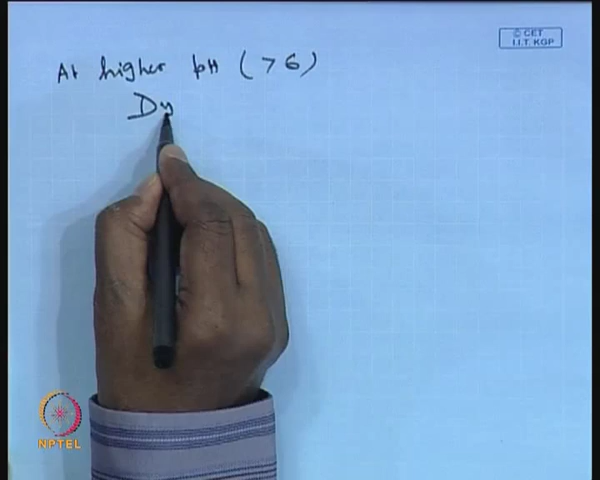 © CET
I.I.T. KGP
At higher pH (>6)
Dy
NPTEL